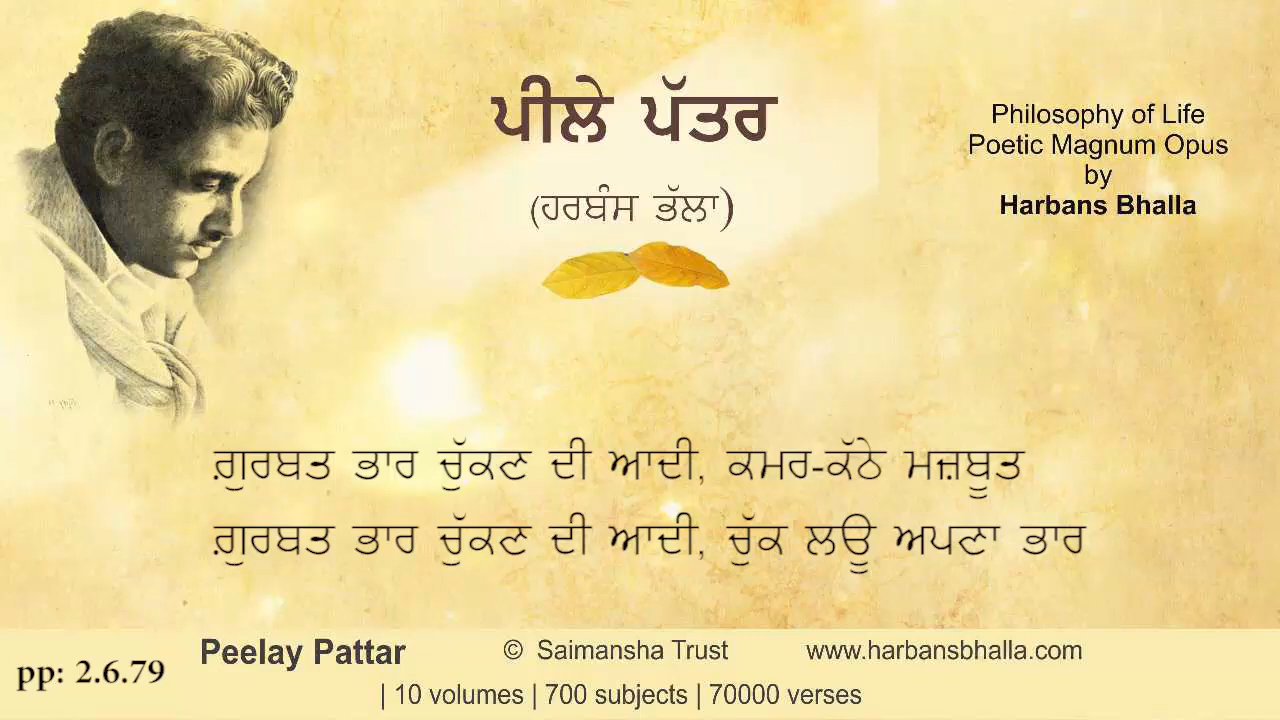 ਪੀਲੇ ਪੱਤਰ
(ਹਰਬੰਸ ਭੱਲਾ)
Philosophy of Life
Poetic Magnum Opus
by
Harbans Bhalla
ਗ਼ੁਰਬਤ ਭਾਰ ਚੁੱਕਣ ਦੀ ਆਦੀ, ਕਮਰ-ਕੱਠੇ ਮਜ਼ਬੂਤ
ਗ਼ੁਰਬਤ ਭਾਰ ਚੁੱਕਣ ਦੀ ਆਦੀ, ਚੁੱਕ ਲਊ ਅਪਣਾ ਭਾਰ
pp: 2.6.79
Peelay Pattar © Saimansha Trust www.harbansbhalla.com
| 10 volumes | 700 subjects | 70000 verses